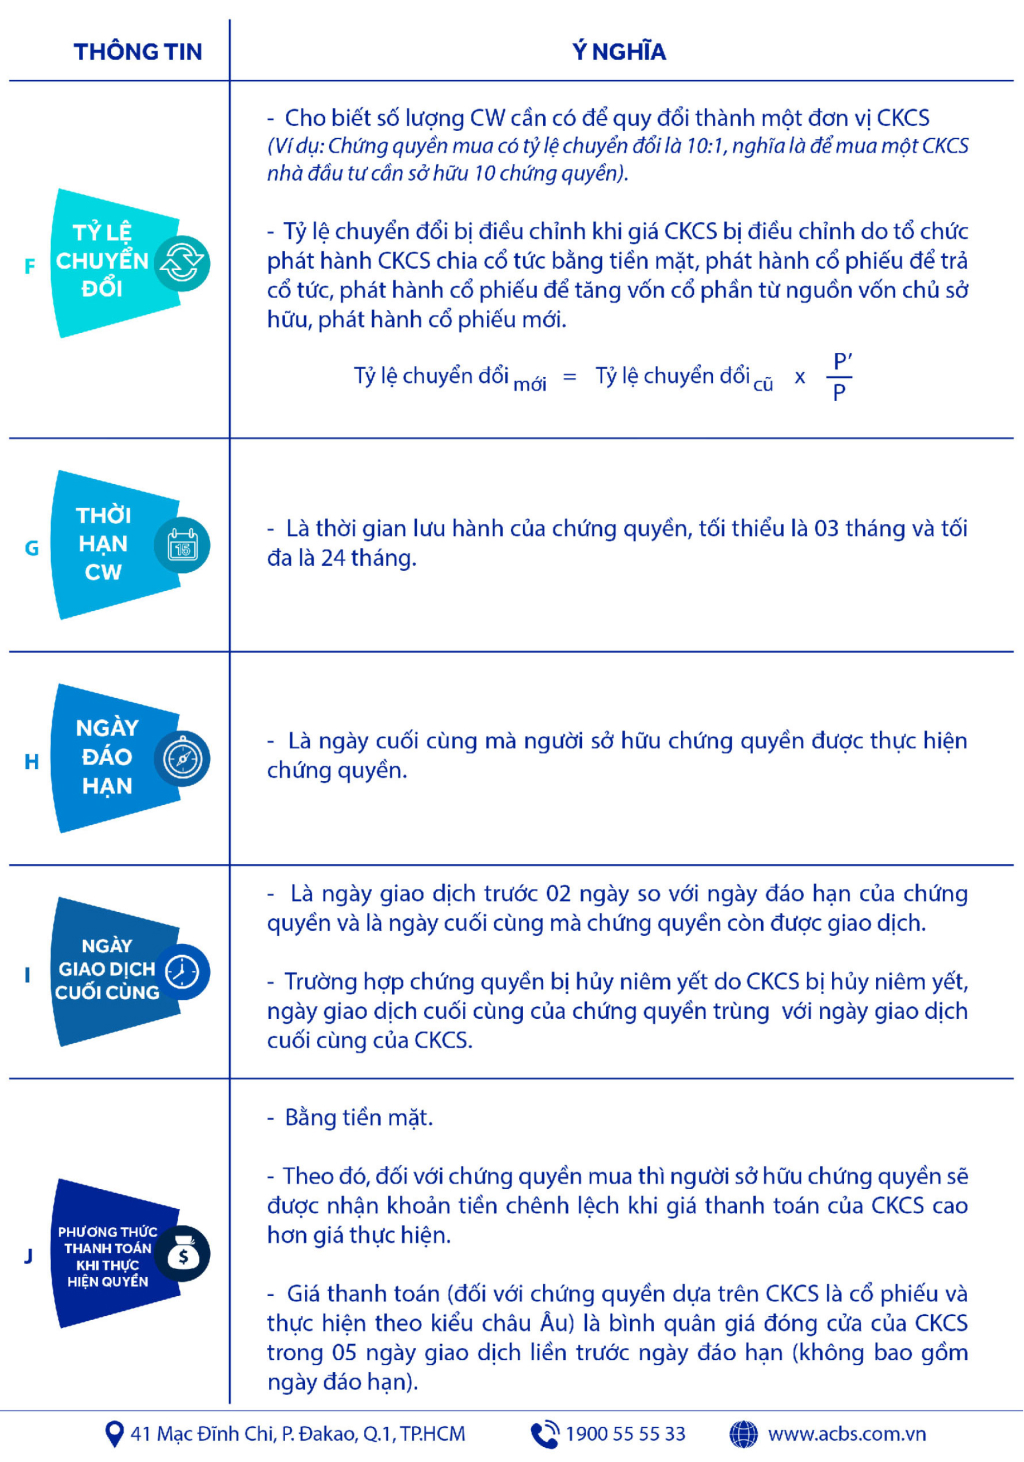 THÔNG TIN
Ý NGHĨA
F
TỶ LỆ
CHUYỂN
ĐỔI
- Cho biết số lượng CW cần có để quy đổi thành một đơn vị CKCS
(Ví dụ: Chứng quyền mua có tỷ lệ chuyển đổi là 10:1, nghĩa là để mua một CKCS
nhà đầu tư cần sở hữu 10 chứng quyền).
- Tỷ lệ chuyển đổi bị điều chỉnh khi giá CKCS bị điều chỉnh do tổ chức
phát hành CKCS chia cổ tức bằng tiền mặt, phát hành cổ phiếu để trả
cổ tức, phát hành cổ phiếu để tăng vốn cổ phần từ nguồn vốn chủ sở
hữu, phát hành cổ phiếu mới.
Tỷ lệ chuyển đổi mới = Tỷ lệ chuyển đổi cũ x P'/P
G
THỜI
HẠN
CW
15
- Là thời gian lưu hành của chứng quyền, tối thiểu là 03 tháng và tối
đa là 24 tháng.
H
NGÀY
ĐÁO
HẠN
- Là ngày cuối cùng mà người sở hữu chứng quyền được thực hiện
chứng quyền.
I
NGÀY
GIAO DỊCH
CUỐI CÙNG
- Là ngày giao dịch trước 02 ngày so với ngày đáo hạn của chứng
quyền và là ngày cuối cùng mà chứng quyền còn được giao dịch.
- Trường hợp chứng quyền bị hủy niêm yết do CKCS bị hủy niêm yết,
ngày giao dịch cuối cùng của chứng quyền trùng với ngày giao dịch
cuối cùng của CKCS.
J
PHƯƠNG THỨC
THANH TOÁN
KHI THỰC
HIỆN QUYỀN
$
- Bằng tiền mặt.
- Theo đó, đối với chứng quyền mua thì người sở hữu chứng quyền sẽ
được nhận khoản tiền chênh lệch khi giá thanh toán của CKCS cao
hơn giá thực hiện.
- Giá thanh toán (đối với chứng quyền dựa trên CKCS là cổ phiếu và
thực hiện theo kiểu châu Âu) là bình quân giá đóng cửa của CKCS
trong 05 ngày giao dịch liền trước ngày đáo hạn (không bao gồm
ngày đáo hạn).
41 Mạc Đĩnh Chi, P. Đakao, Q.1, TP.HCM
1900 55 55 33
www.acbs.com.vn